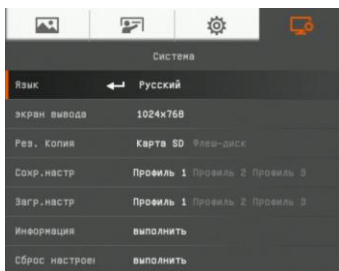 Система
Язык Русский
экран вывода 1024x768
Рез. Копия Карта SD Флеш-диск
Сохр.настр Профиль 1 Профиль 2 Профиль 3
Загр.настр Профиль 1 Профиль 2 Профиль 3
Информация выполнить
Сброс настроен выполнить